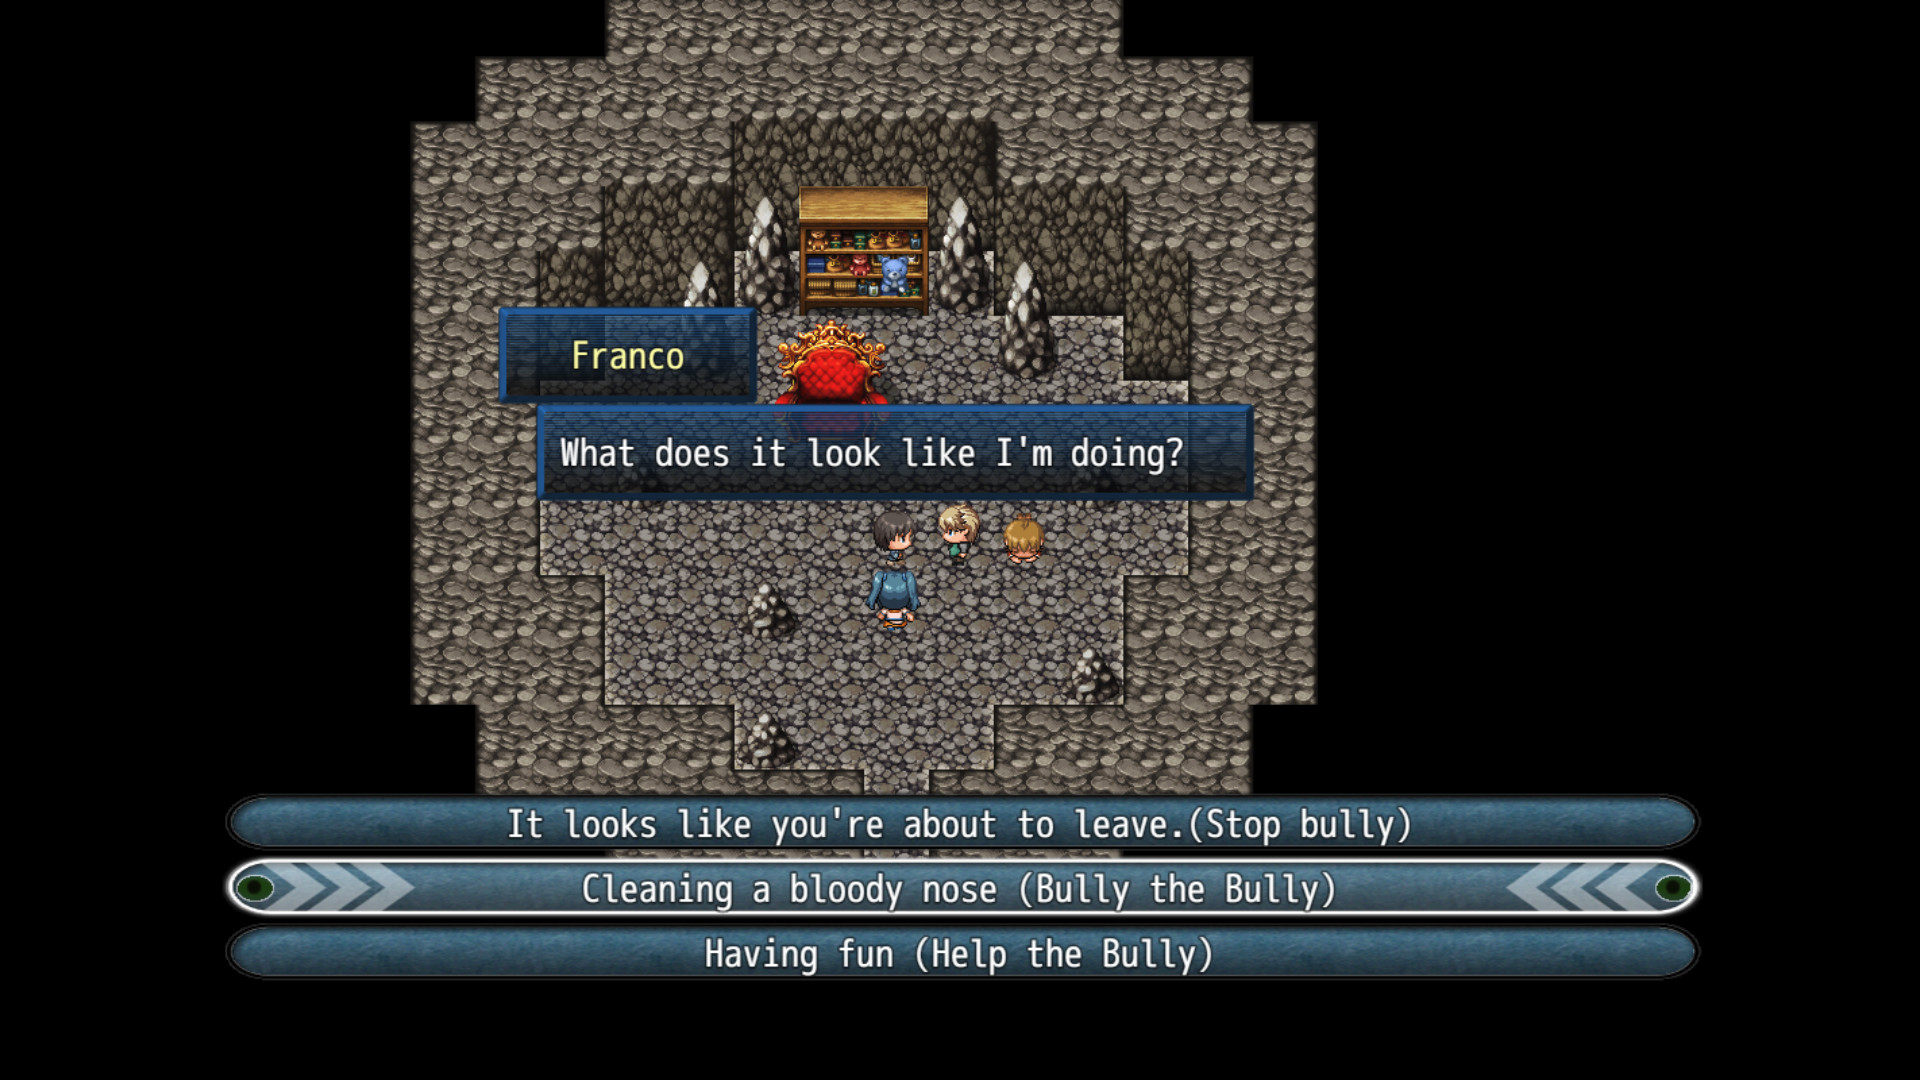 Franco
What does it look like I'm doing?
It looks like you're about to leave.(Stop bully)
Cleaning a bloody nose (Bully the Bully)
Having fun (Help the Bully)